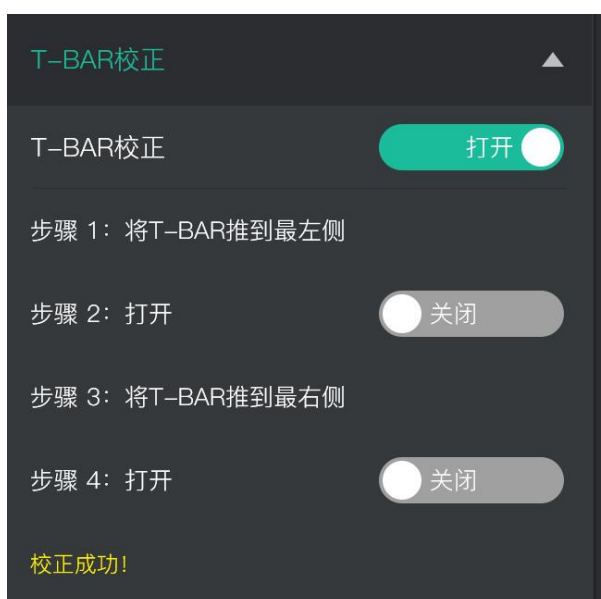 T-BAR校正
T-BAR校正 打开
步骤 1：将T-BAR推到最左侧
步骤 2：打开 关闭
步骤 3：将T-BAR推到最右侧
步骤 4：打开 关闭
校正成功！